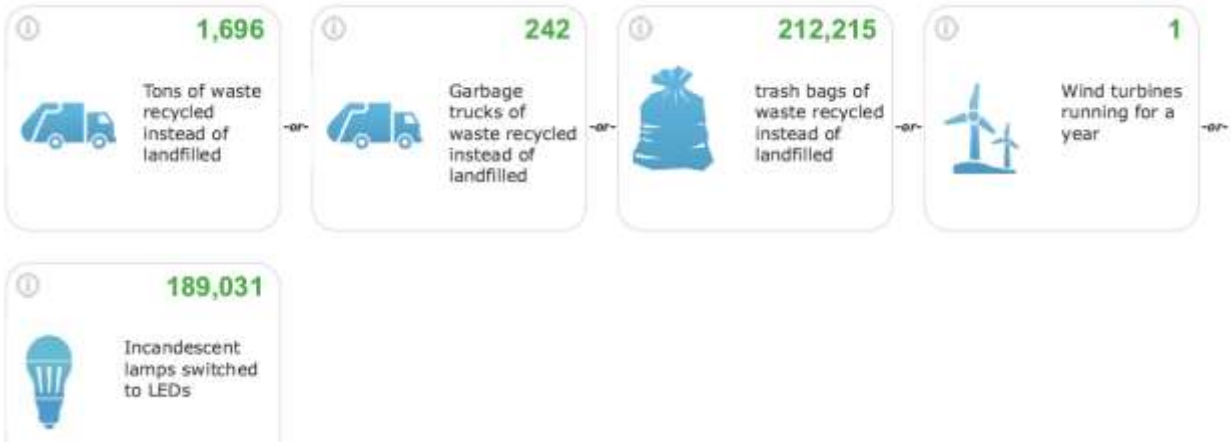 1,696
Tons of waste
recycled
instead of
landfilled
-or-
242
Garbage
trucks of
waste recycled
instead of
landfilled
-or-
212,215
trash bags of
waste recycled
instead of
landfilled
-or-
1
Wind turbines
running for a
year
-or-
189,031
Incandescent
lamps switched
to LEDs